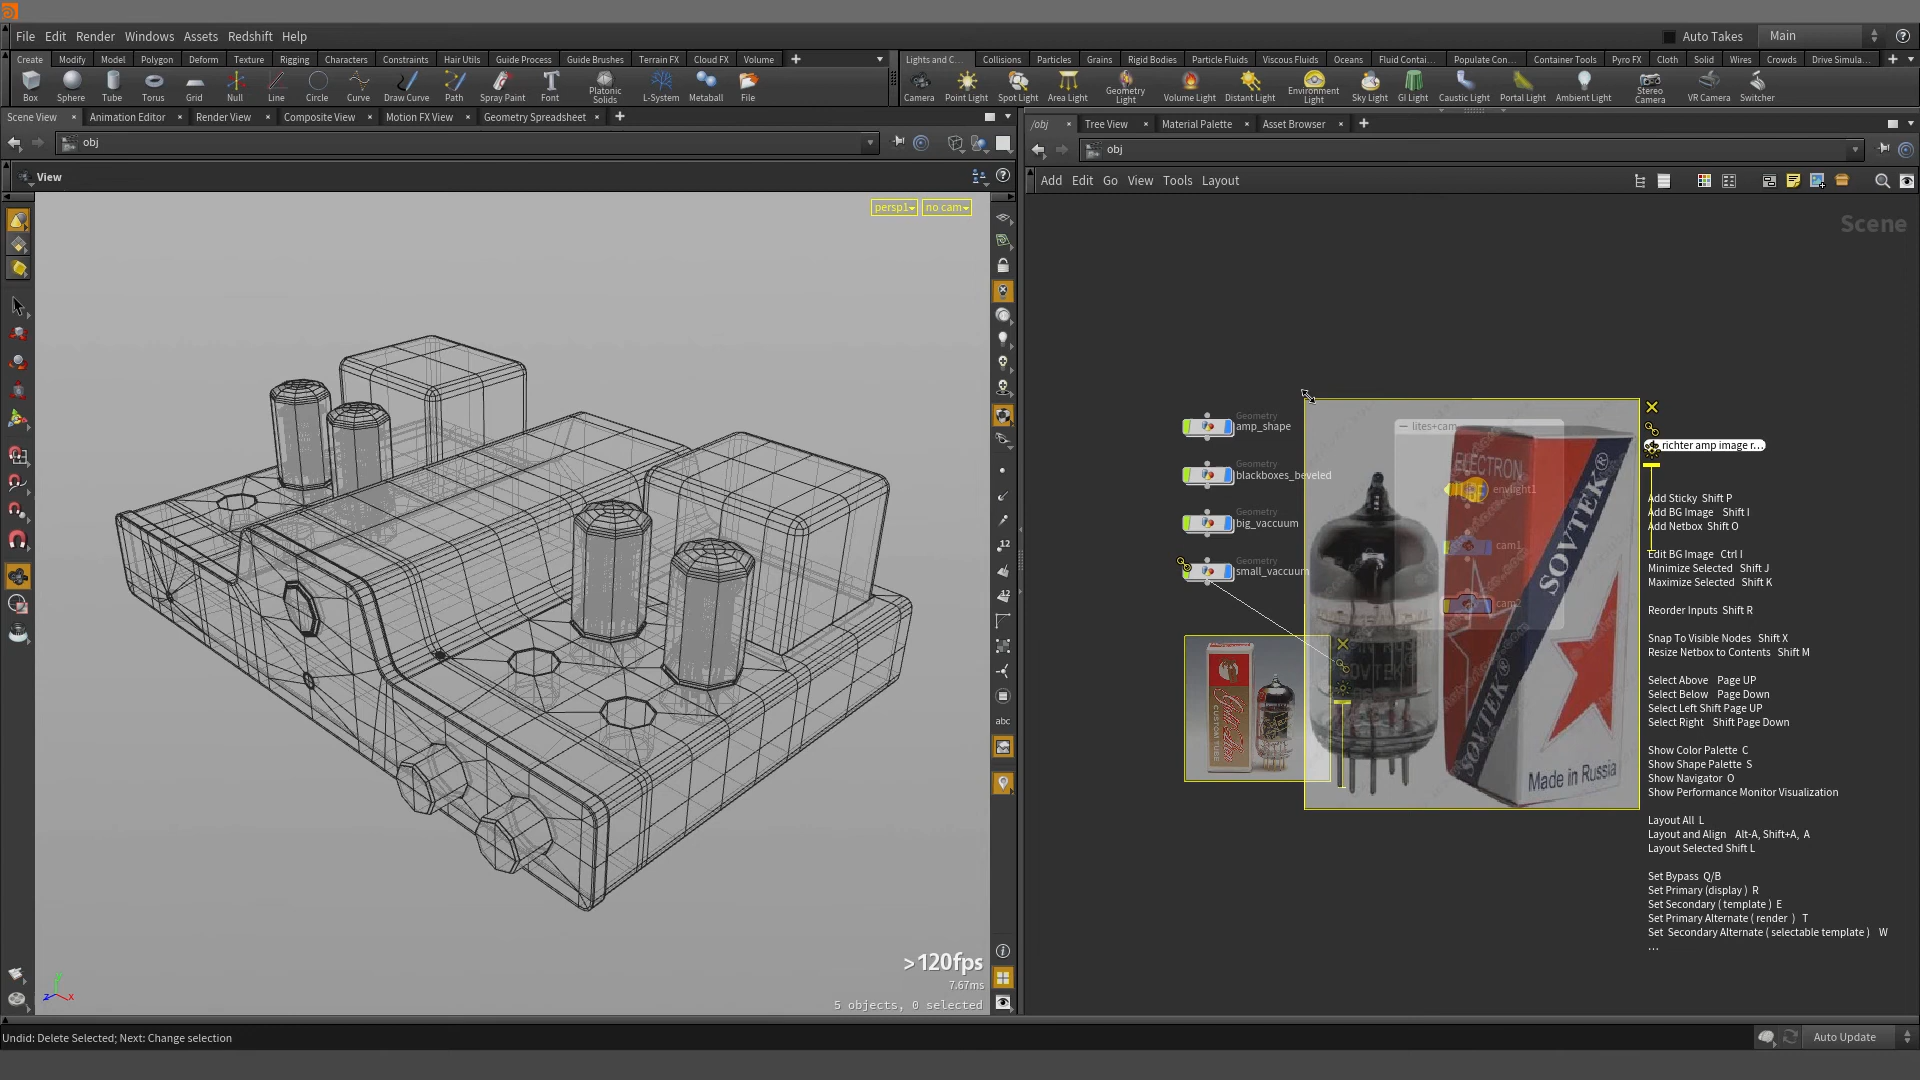 File Edit Render Windows Assets Redshift Help
Auto Takes Main
Create Modify Model Polygon Deform Texture Rigging Characters Constraints Hair Utils Guide Process Guide Brushes Terrain FX Cloud FX Volume
Lights and C... Collisions Particles Grains Rigid Bodies Particle Fluids Viscous Fluids Oceans Fluid Contai... Populate Con... Container Tools Pyro FX Cloth Solid Wires Crowds Drive Simula...
Box Sphere Tube Torus Grid Null Line Circle Curve Draw Curve Path Spray Paint Font Platonic Solids L-System Metaball File
Camera Point Light Spot Light Area Light Geometry Light Volume Light Distant Light Environment Light Sky Light GI Light Caustic Light Portal Light Ambient Light Stereo Camera VR Camera Switcher
Scene View Animation Editor Render View Composite View Motion FX View Geometry Spreadsheet
/obj Tree View Material Palette Asset Browser
obj
obj
View
Add Edit Go View Tools Layout
persp1 no cam
Scene
Geometry
amp_shape
Geometry
blackboxes_beveled
Geometry
big_vaccuum
Geometry
small_vaccuum
lites+cam
envlight1
cam1
cam2
ELECTRON
SOVTEK®
SOVTEK
Made in Russia
CUSTOM TUBE
richter amp image r...
Add Sticky Shift P
Add BG Image Shift I
Add Netbox Shift O
Edit BG Image Ctrl I
Minimize Selected Shift J
Maximize Selected Shift K
Reorder Inputs Shift R
Snap To Visible Nodes Shift X
Resize Netbox to Contents Shift M
Select Above Page UP
Select Below Page Down
Select Left Shift Page UP
Select Right Shift Page Down
Show Color Palette C
Show Shape Palette S
Show Navigator O
Show Performance Monitor Visualization
Layout All L
Layout and Align Alt-A, Shift+A, A
Layout Selected Shift L
Set Bypass Q/B
Set Primary (display ) R
Set Secondary ( template ) E
Set Primary Alternate ( render ) T
Set Secondary Alternate ( selectable template ) W
...
12
12
abc
>120fps
7.67ms
5 objects, 0 selected
z y x
Undid: Delete Selected; Next: Change selection
Auto Update